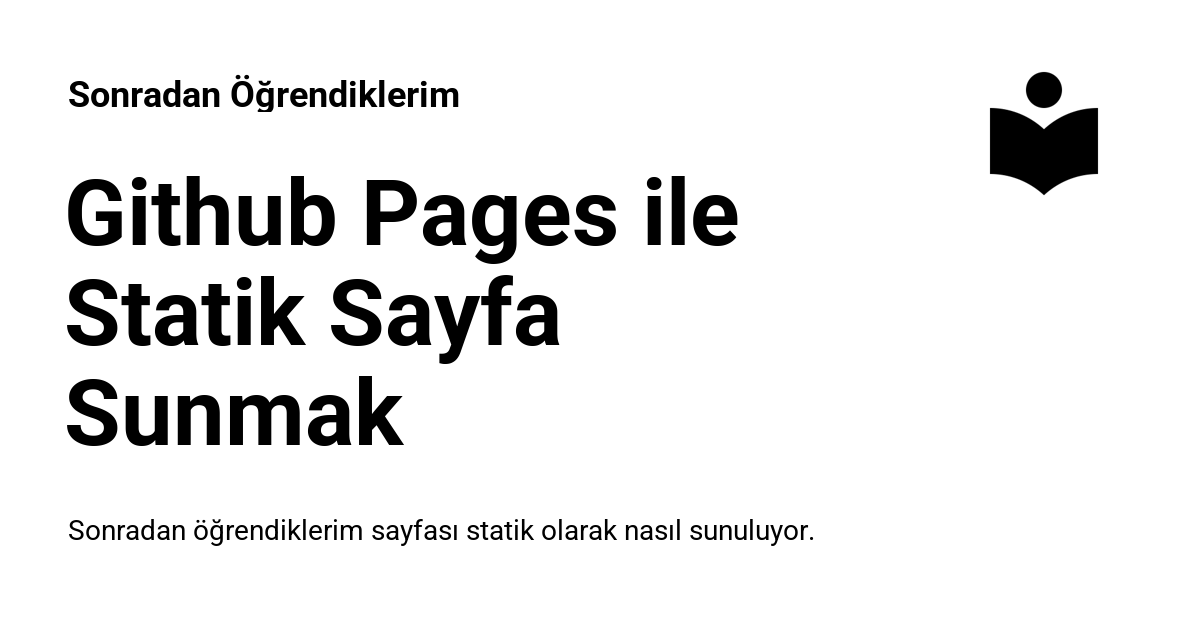 Sonradan Öğrendiklerim
Github Pages ile
Statik Sayfa
Sunmak
Sonradan öğrendiklerim sayfası statik olarak nasıl sunuluyor.